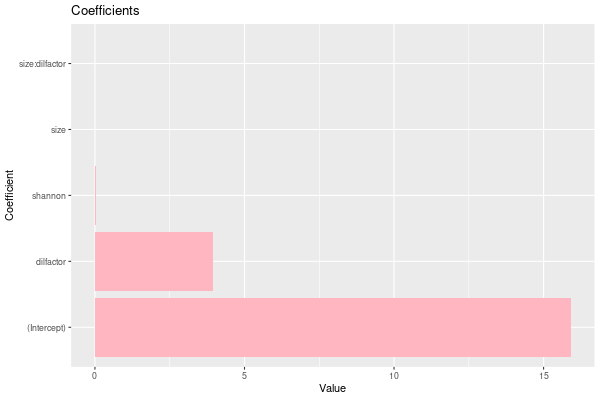 Coefficients
size:dilfactor
size
shannon
dilfactor
(Intercept)
Coefficient
0 5 10 15
Value